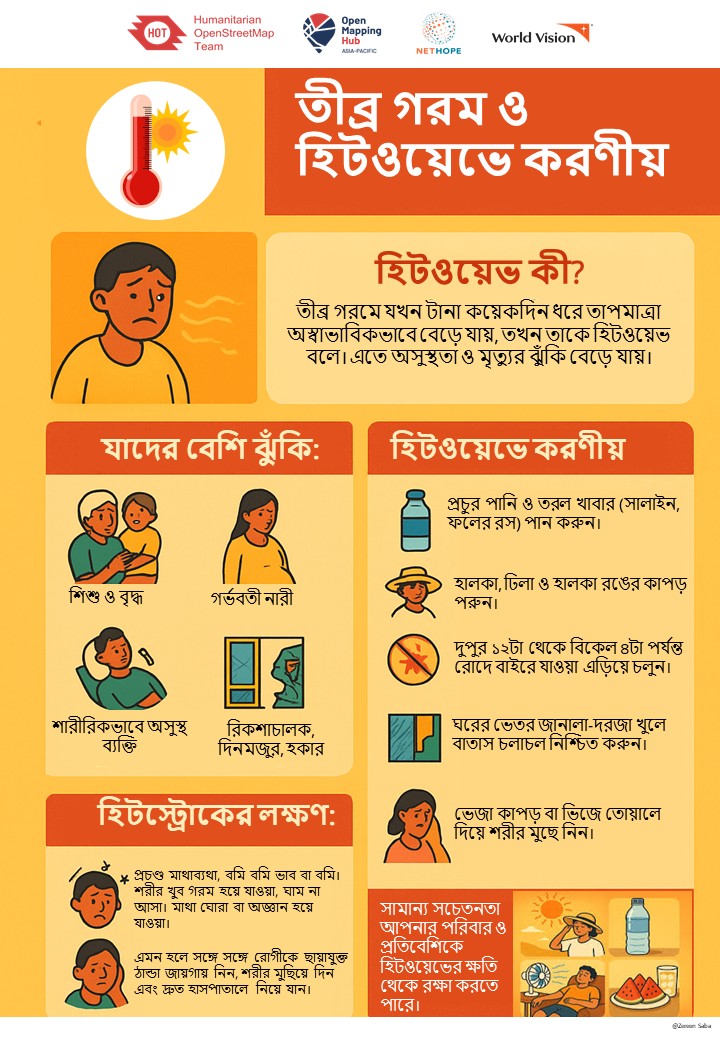 HOT
Humanitarian
OpenStreetMap
Team
Open
Mapping
Hub
ASIA-PACIFIC
NETHOPE
World Vision
তীব্র গরম ও
হিটওয়েভে করণীয়
হিটওয়েভ কী?
তীব্র গরমে যখন টানা কয়েকদিন ধরে তাপমাত্রা
অস্বাভাবিকভাবে বেড়ে যায়, তখন তাকে হিটওয়েভ
বলে। এতে অসুস্থতা ও মৃত্যুর ঝুঁকি বেড়ে যায়।
যাদের বেশি ঝুঁকি:
শিশু ও বৃদ্ধ
গর্ভবতী নারী
শারীরিকভাবে অসুস্থ
ব্যক্তি
রিকশাচালক,
দিনমজুর, হকার
হিটস্ট্রোকের লক্ষণ:
প্রচণ্ড মাথাব্যথা, বমি বমি ভাব বা বমি।
শরীর খুব গরম হয়ে যাওয়া, ঘাম না
আসা। মাথা ঘোরা বা অজ্ঞান হয়ে
যাওয়া।
এমন হলে সঙ্গে সঙ্গে রোগীকে ছায়াযুক্ত
ঠান্ডা জায়গায় নিন, শরীর মুছিয়ে দিন
এবং দ্রুত হাসপাতালে নিয়ে যান।
হিটওয়েভে করণীয়
প্রচুর পানি ও তরল খাবার (সালাইন,
ফলের রস) পান করুন।
হালকা, ঢিলা ও হালকা রঙের কাপড়
পরুন।
দুপুর ১২টা থেকে বিকেল ৪টা পর্যন্ত
রোদে বাইরে যাওয়া এড়িয়ে চলুন।
ঘরের ভেতর জানালা-দরজা খুলে
বাতাস চলাচল নিশ্চিত করুন।
ভেজা কাপড় বা ভিজে তোয়ালে
দিয়ে শরীর মুছে নিন।
সামান্য সচেতনতা
আপনার পরিবার ও
প্রতিবেশিকে
হিটওয়েভের ক্ষতি
থেকে রক্ষা করতে
পারে।
@Zereen Saba